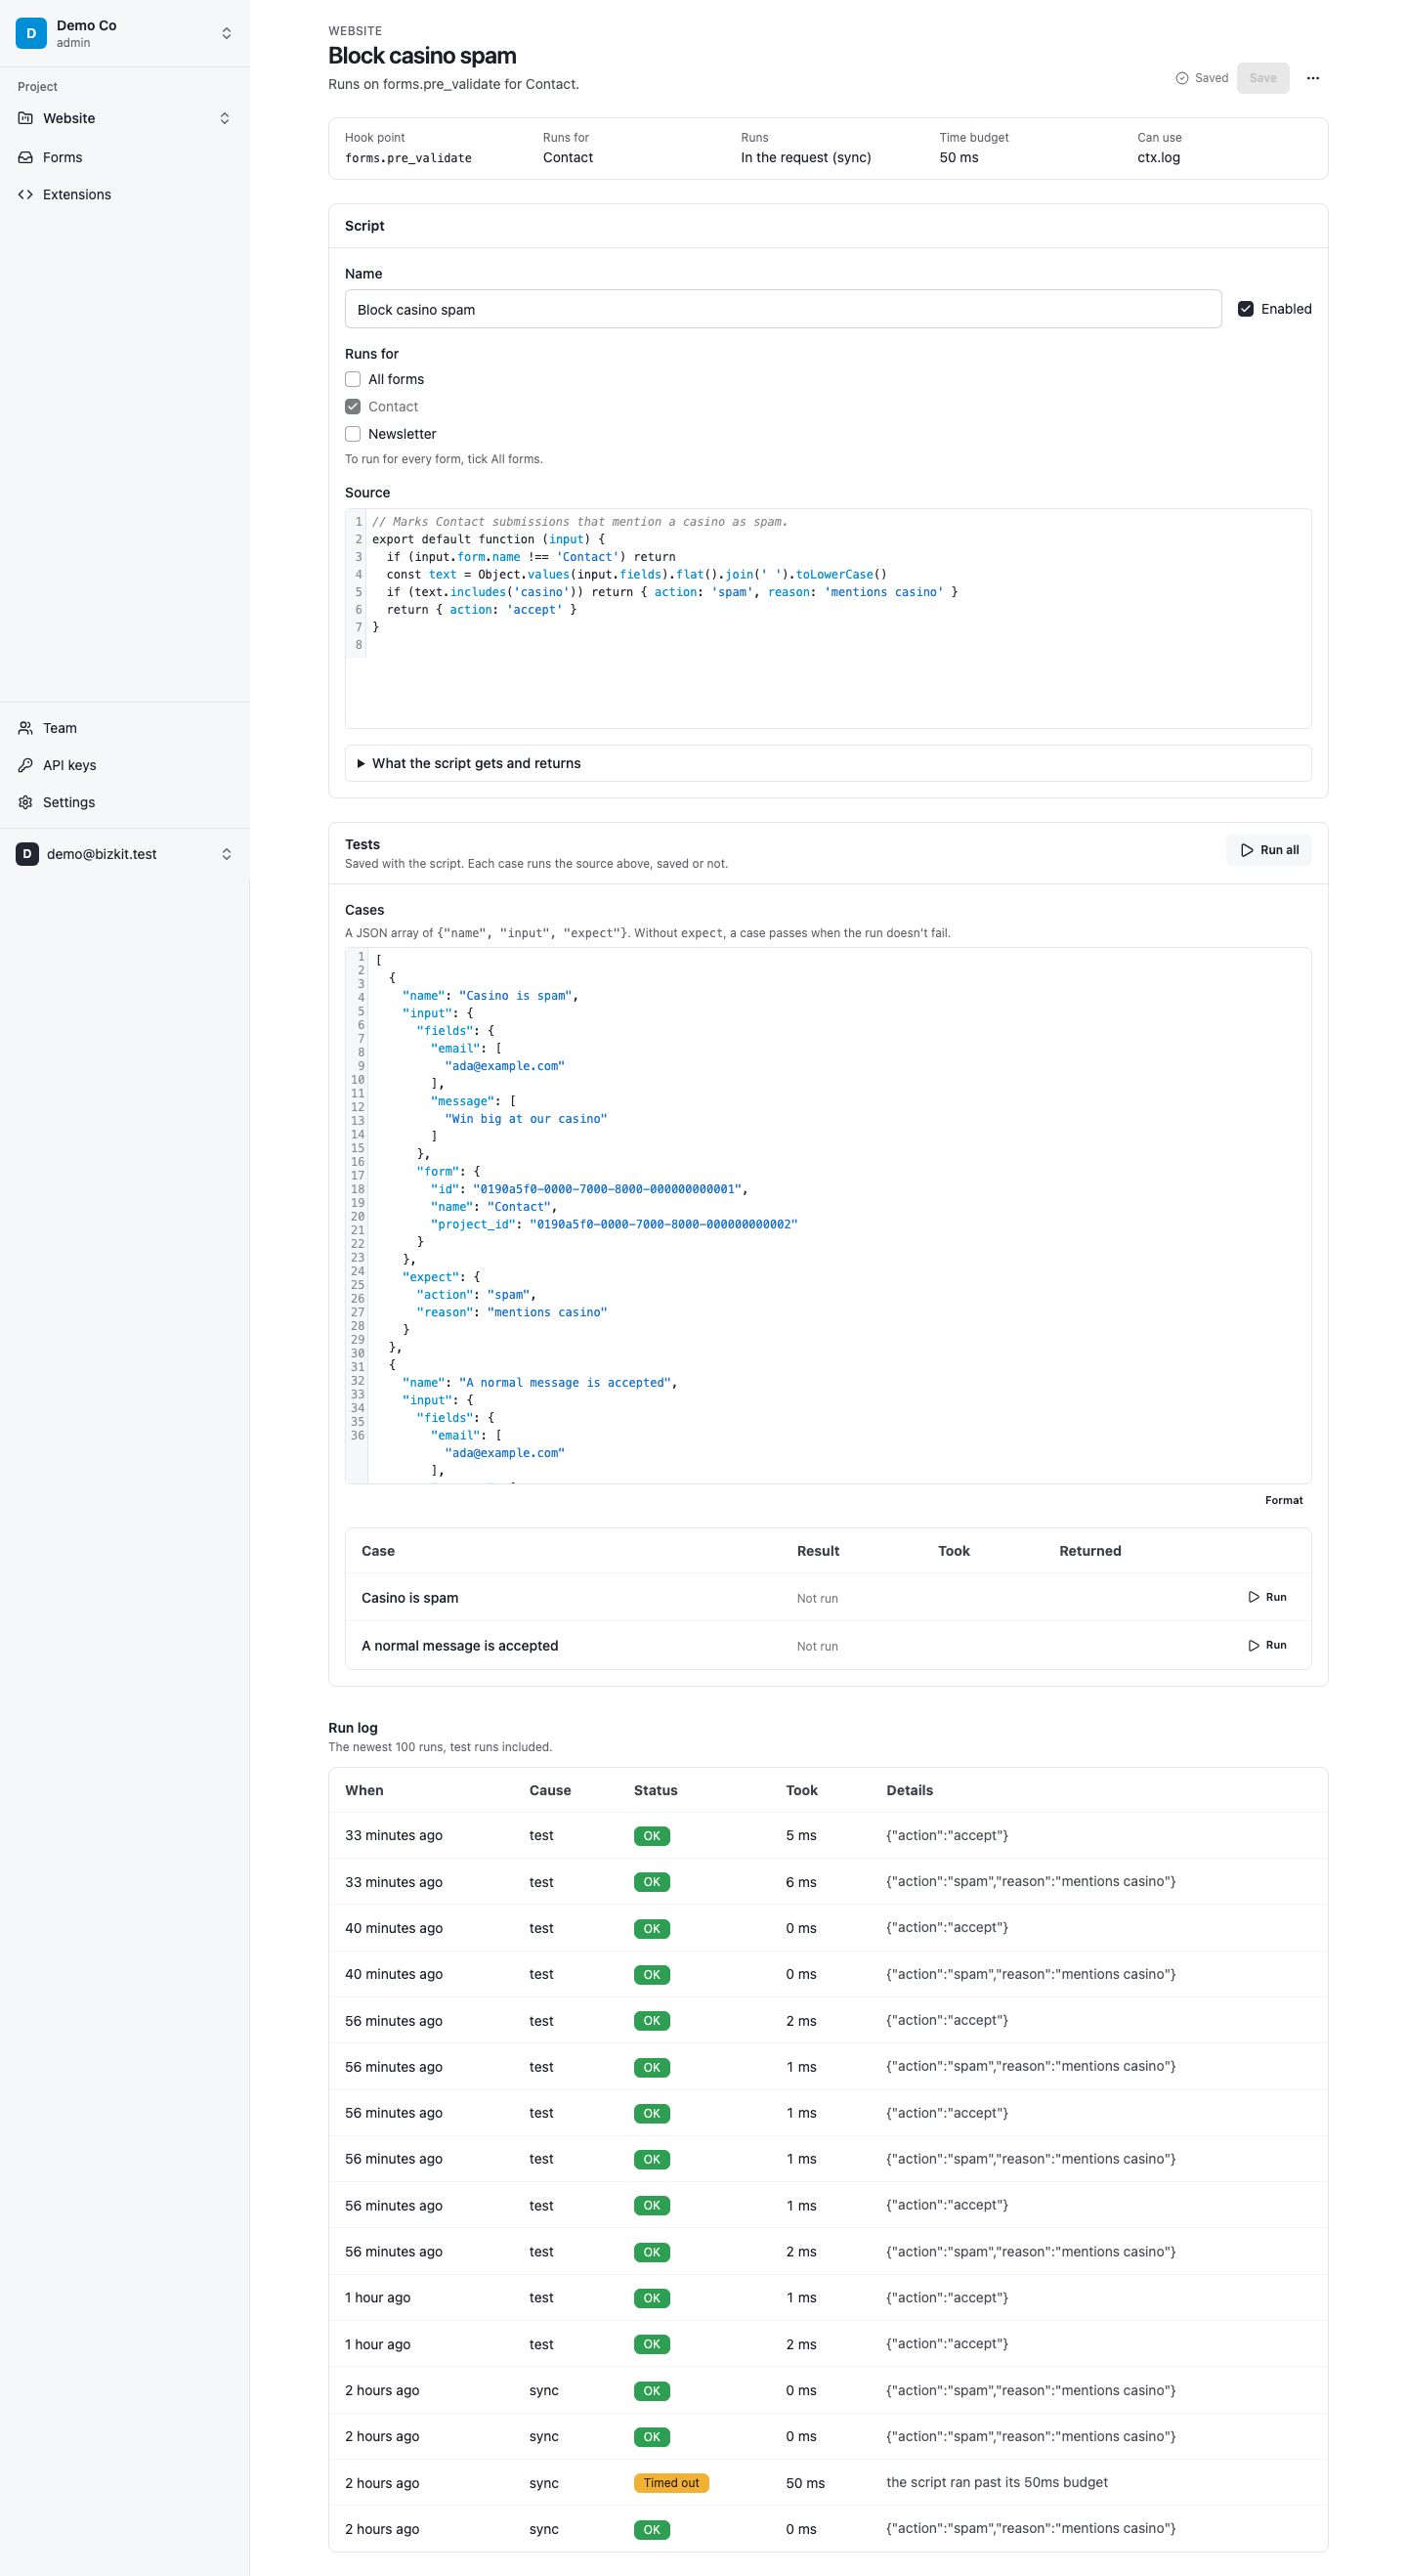 D
Demo Co
admin
Project
Website
Forms
Extensions
Team
API keys
Settings
D
demo@bizkit.test
WEBSITE
Block casino spam
Runs on forms.pre_validate for Contact.
Saved
Save
Hook point
forms.pre_validate
Runs for
Contact
Runs
In the request (sync)
Time budget
50 ms
Can use
ctx.log
Script
Name
Block casino spam
Enabled
Runs for
All forms
Contact
Newsletter
To run for every form, tick All forms.
Source
1 // Marks Contact submissions that mention a casino as spam.
2 export default function (input) {
3   if (input.form.name !== 'Contact') return
4   const text = Object.values(input.fields).flat().join(' ').toLowerCase()
5   if (text.includes('casino')) return { action: 'spam', reason: 'mentions casino' }
6   return { action: 'accept' }
7 }
8
What the script gets and returns
Tests
Saved with the script. Each case runs the source above, saved or not.
Run all
Cases
A JSON array of {"name", "input", "expect"}. Without expect, a case passes when the run doesn't fail.
1
2
3
4
5
6
7
8
9
10
11
12
13
14
15
16
17
18
19
20
21
22
23
24
25
26
27
28
29
30
31
32
33
34
35
36
[
  {
    "name": "Casino is spam",
    "input": {
      "fields": {
        "email": [
          "ada@example.com"
        ],
        "message": [
          "Win big at our casino"
        ]
      },
      "form": {
        "id": "0190a5f0-0000-7000-8000-000000000001",
        "name": "Contact",
        "project_id": "0190a5f0-0000-7000-8000-000000000002"
      }
    },
    "expect": {
      "action": "spam",
      "reason": "mentions casino"
    }
  },
  {
    "name": "A normal message is accepted",
    "input": {
      "fields": {
        "email": [
          "ada@example.com"
        ],
Format
Case Result Took Returned
Casino is spam Not run Run
A normal message is accepted Not run Run
Run log
The newest 100 runs, test runs included.
When Cause Status Took Details
33 minutes ago test OK 5 ms {"action":"accept"}
33 minutes ago test OK 6 ms {"action":"spam","reason":"mentions casino"}
40 minutes ago test OK 0 ms {"action":"accept"}
40 minutes ago test OK 0 ms {"action":"spam","reason":"mentions casino"}
56 minutes ago test OK 2 ms {"action":"accept"}
56 minutes ago test OK 1 ms {"action":"spam","reason":"mentions casino"}
56 minutes ago test OK 1 ms {"action":"accept"}
56 minutes ago test OK 1 ms {"action":"spam","reason":"mentions casino"}
56 minutes ago test OK 1 ms {"action":"accept"}
56 minutes ago test OK 2 ms {"action":"spam","reason":"mentions casino"}
1 hour ago test OK 1 ms {"action":"accept"}
1 hour ago test OK 2 ms {"action":"accept"}
2 hours ago sync OK 0 ms {"action":"spam","reason":"mentions casino"}
2 hours ago sync OK 0 ms {"action":"spam","reason":"mentions casino"}
2 hours ago sync Timed out 50 ms the script ran past its 50ms budget
2 hours ago sync OK 0 ms {"action":"spam","reason":"mentions casino"}